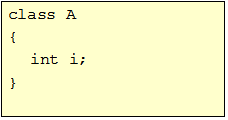 class A
{
int i;
}